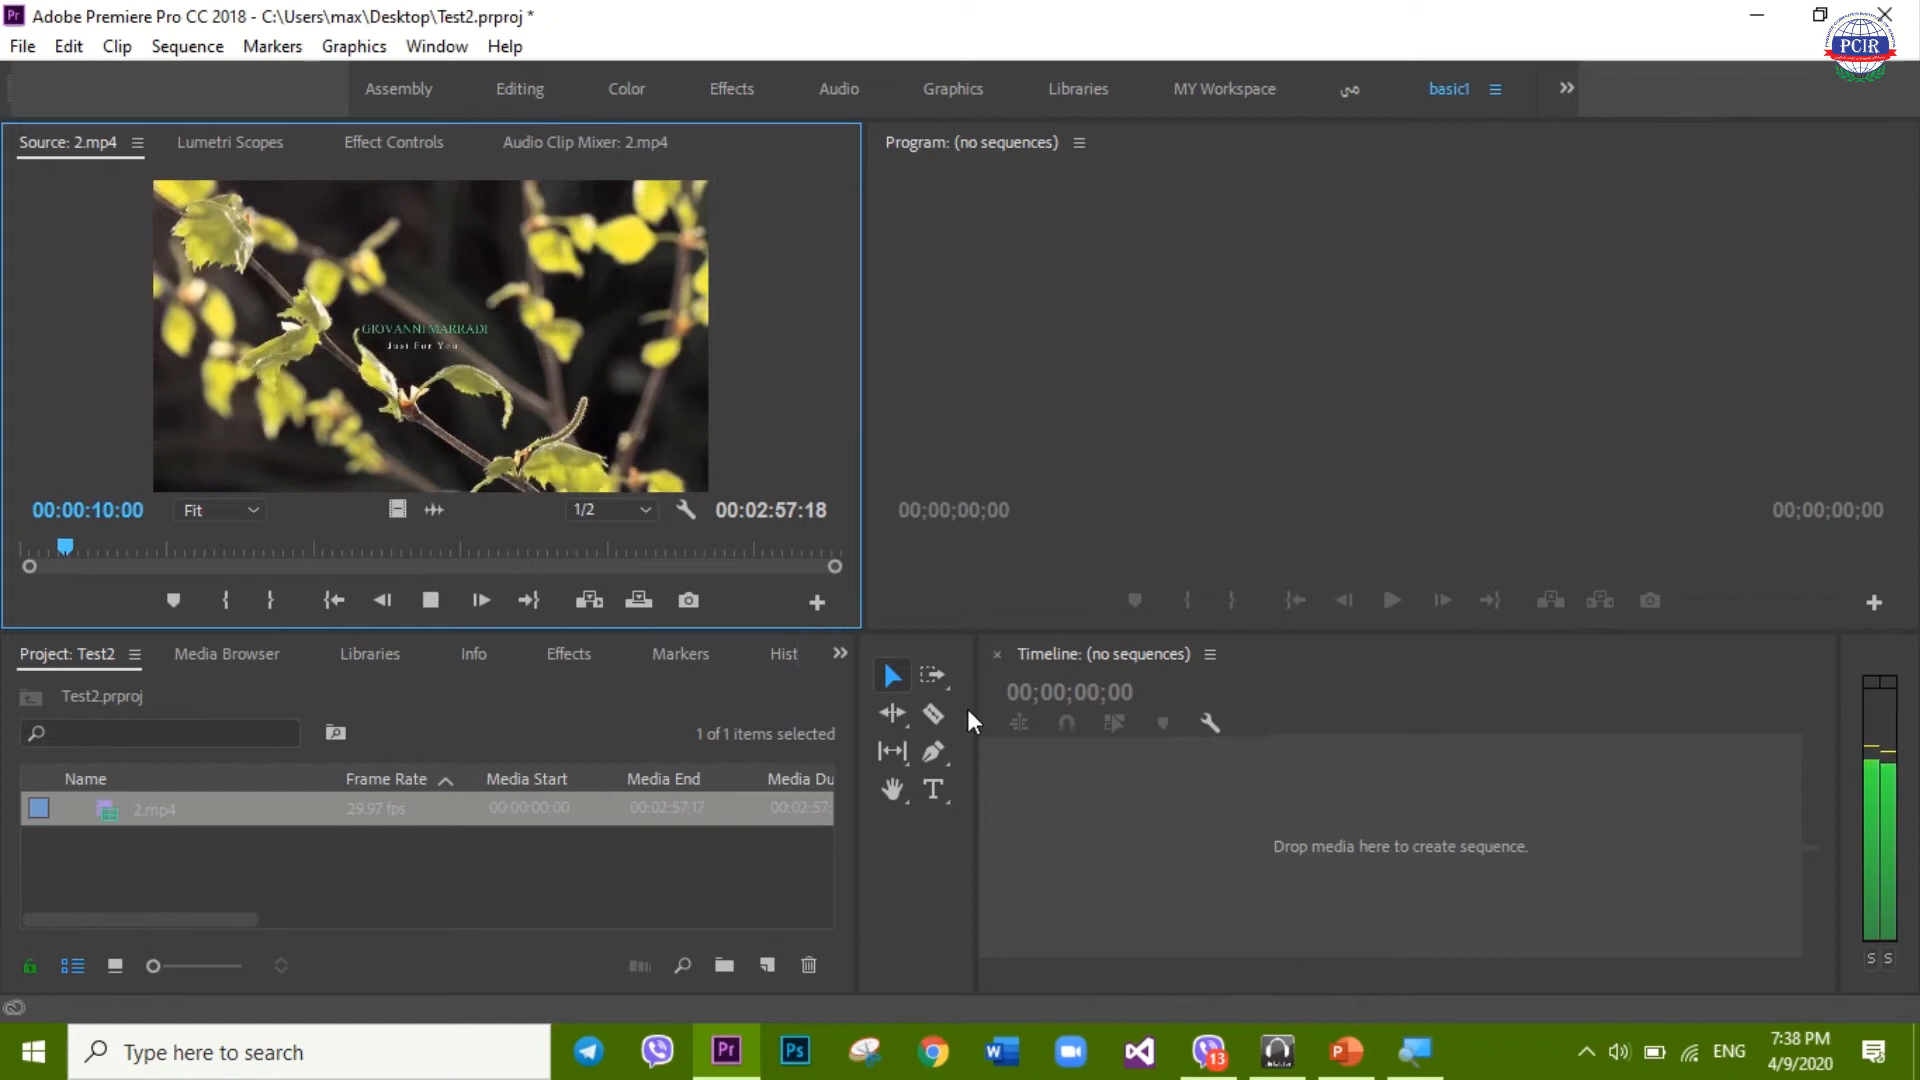 Adobe Premiere Pro CC 2018 - C:\Users\max\Desktop\Test2.prproj *
File Edit Clip Sequence Markers Graphics Window Help
PCIR
Assembly Editing Color Effects Audio Graphics Libraries MY Workspace basic1
Source: 2.mp4 Lumetri Scopes Effect Controls Audio Clip Mixer: 2.mp4
Program: (no sequences)
GIOVANNI MARRADI
Just For You
00:00:10:00 Fit 1/2 00:02:57:18
00;00;00;00 00;00;00;00
Project: Test2 Media Browser Libraries Info Effects Markers Hist
Timeline: (no sequences)
00;00;00;00
Test2.prproj
1 of 1 items selected
Name Frame Rate Media Start Media End Media Du
2.mp4 29.97 fps 00:00:00:00 00:02:57:17 00:02:57:
Drop media here to create sequence.
S S
Type here to search
Pr Ps 13
ENG
7:38 PM
4/9/2020